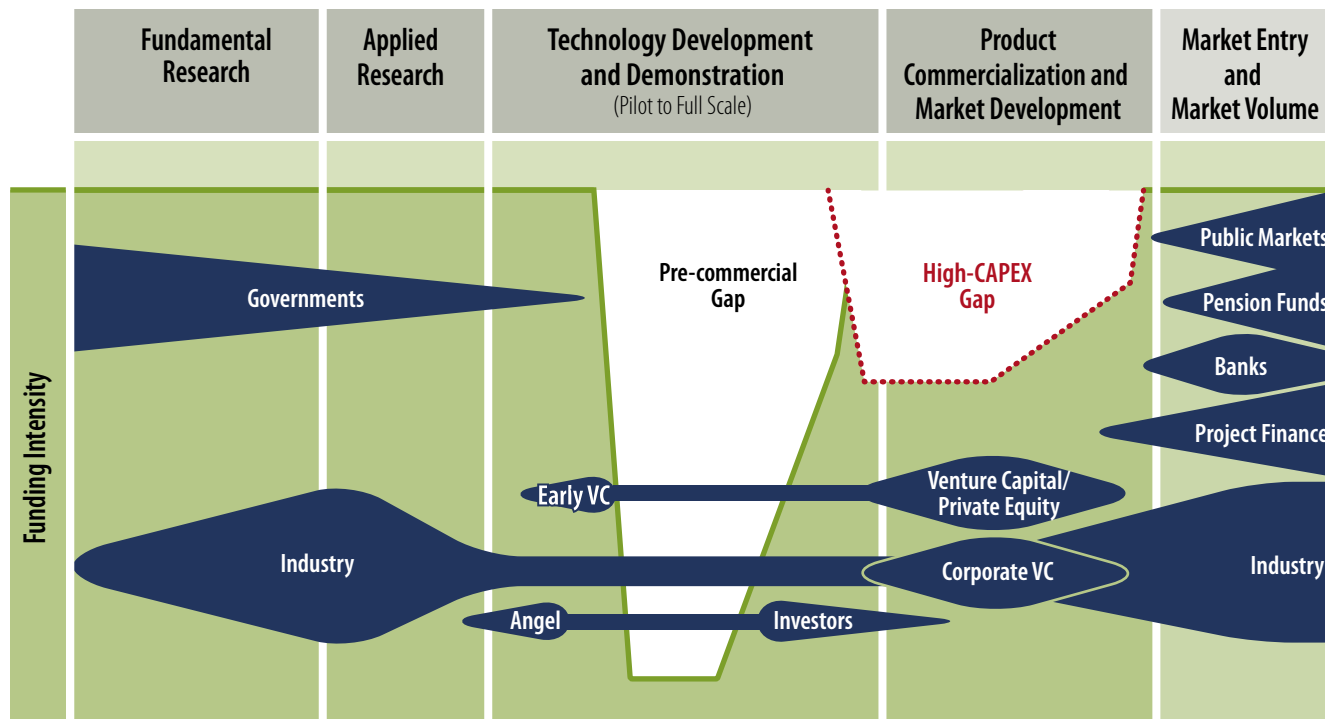 Fundamental
Research
Applied
Research
Technology Development
and Demonstration
(Pilot to Full Scale)
Product
Commercialization and
Market Development
Market Entry
and
Market Volume
Funding Intensity
Governments
Pre-commercial
Gap
High-CAPEX
Gap
Public Markets
Pension Funds
Banks
Project Finance
Early VC
Venture Capital/
Private Equity
Industry
Corporate VC
Industry
Angel
Investors